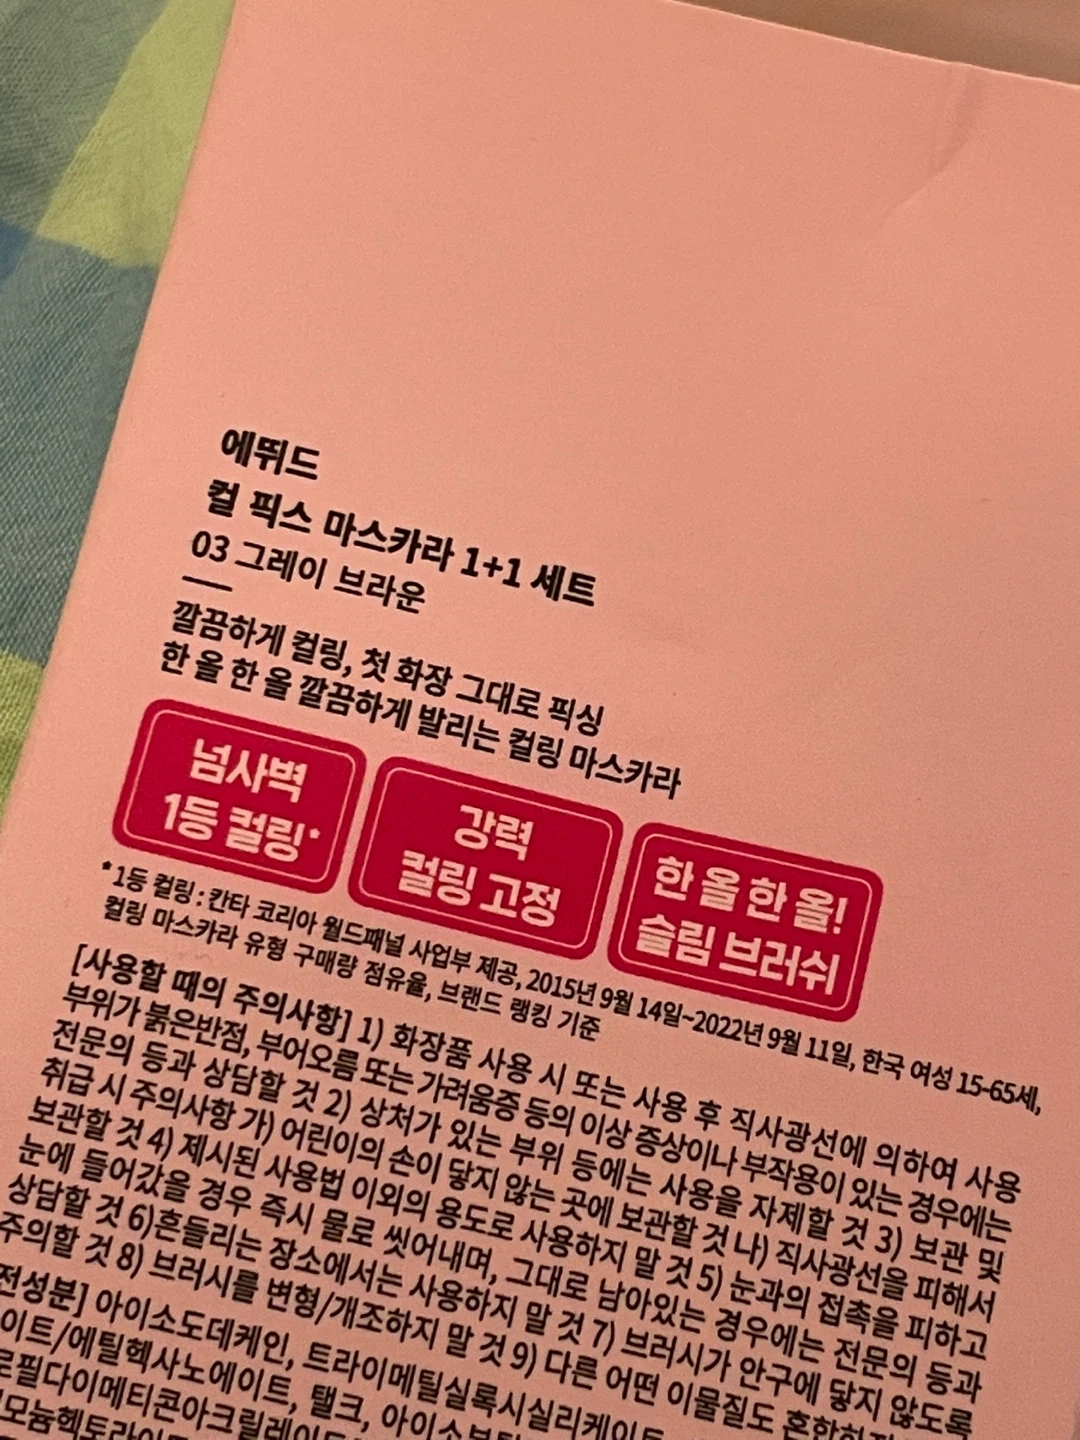 에뛰드
컬 픽스 마스카라 1+1 세트
03 그레이 브라운
깔끔하게 컬링, 첫 화장 그대로 픽싱
한 올 한 올 깔끔하게 발리는 컬링 마스카라
넘사벽
1등 컬링*
강력
컬링 고정
한 올 한 올!
슬림 브러쉬
*1등 컬링 : 칸타 코리아 월드패널 사업부 제공, 2015년 9월 14일~2022년 9월 11일, 한국 여성 15-65세,
컬링 마스카라 유형 구매량 점유율, 브랜드 랭킹 기준
[사용할 때의 주의사항] 1) 화장품 사용 시 또는 사용 후 직사광선에 의하여 사용
부위가 붉은반점, 부어오름 또는 가려움증 등의 이상 증상이나 부작용이 있는 경우에는
전문의 등과 상담할 것 2) 상처가 있는 부위 등에는 사용을 자제할 것 3) 보관 및
취급 시 주의사항 가) 어린이의 손이 닿지 않는 곳에 보관할 것 나) 직사광선을 피해서
보관할 것 4) 제시된 사용법 이외의 용도로 사용하지 말 것 5) 눈과의 접촉을 피하고
눈에 들어갔을 경우 즉시 물로 씻어내며, 그대로 남아있는 경우에는 전문의 등과
상담할 것 6)흔들리는 장소에서는 사용하지 말 것 7) 브러시가 안구에 닿지 않도록
주의할 것 8) 브러시를 변형/개조하지 말 것 9) 다른 어떤 이물질도
전성분] 아이소도데케인, 트라이메틸실록시실리케이트,
이트/에틸헥사노에이트, 탤크,
로필다이메티콘아크릴레이드